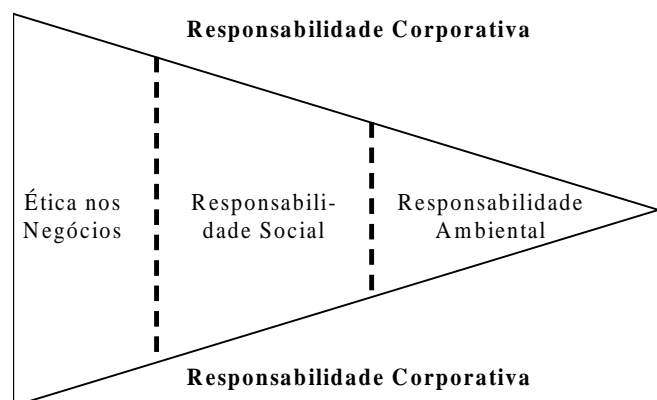 Responsabilidade Corporativa
Ética nos
Negócios
Responsabili-
dade Social
Responsabilidade
Ambiental
Responsabilidade Corporativa